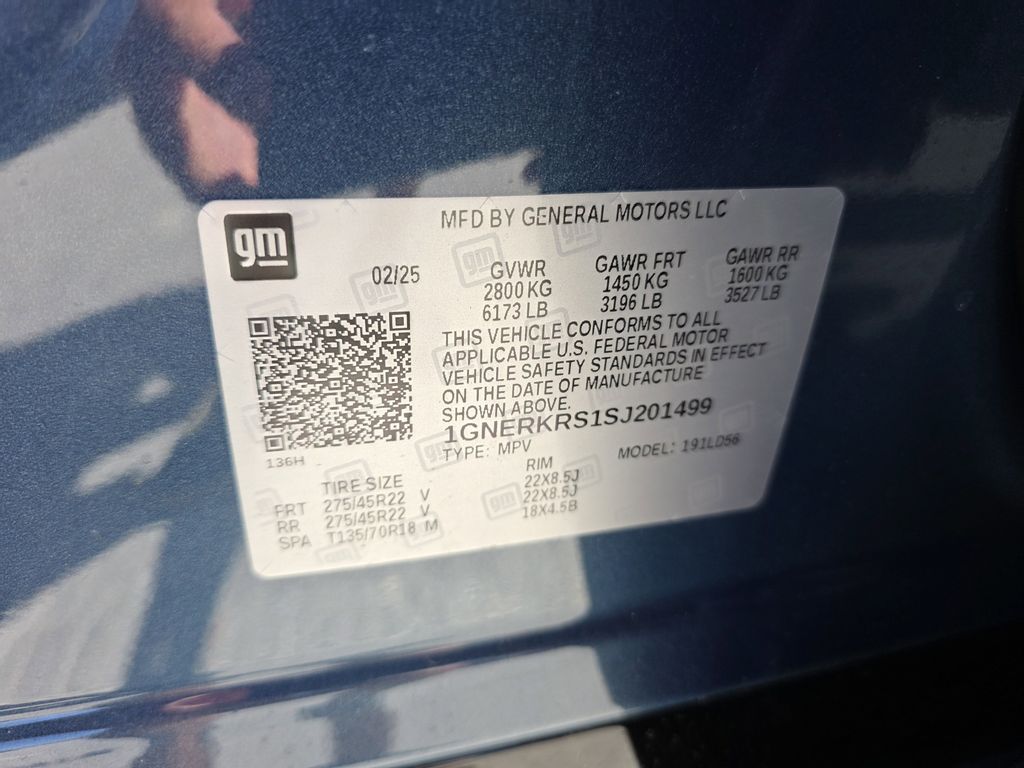 gm
MFD BY GENERAL MOTORS LLC
02/25
GVWR GAWR FRT GAWR RR
2800 KG 1450 KG 1600 KG
6173 LB 3196 LB 3527 LB
THIS VEHICLE CONFORMS TO ALL
APPLICABLE U.S. FEDERAL MOTOR
VEHICLE SAFETY STANDARDS IN EFFECT
ON THE DATE OF MANUFACTURE
SHOWN ABOVE.
1GNERKRS1SJ201499
TYPE: MPV MODEL: 191LD56
136H
TIRE SIZE RIM
FRT 275/45R22 V 22X8.5J
RR 275/45R22 V 22X8.5J
SPA T135/70R18 M 18X4.5B